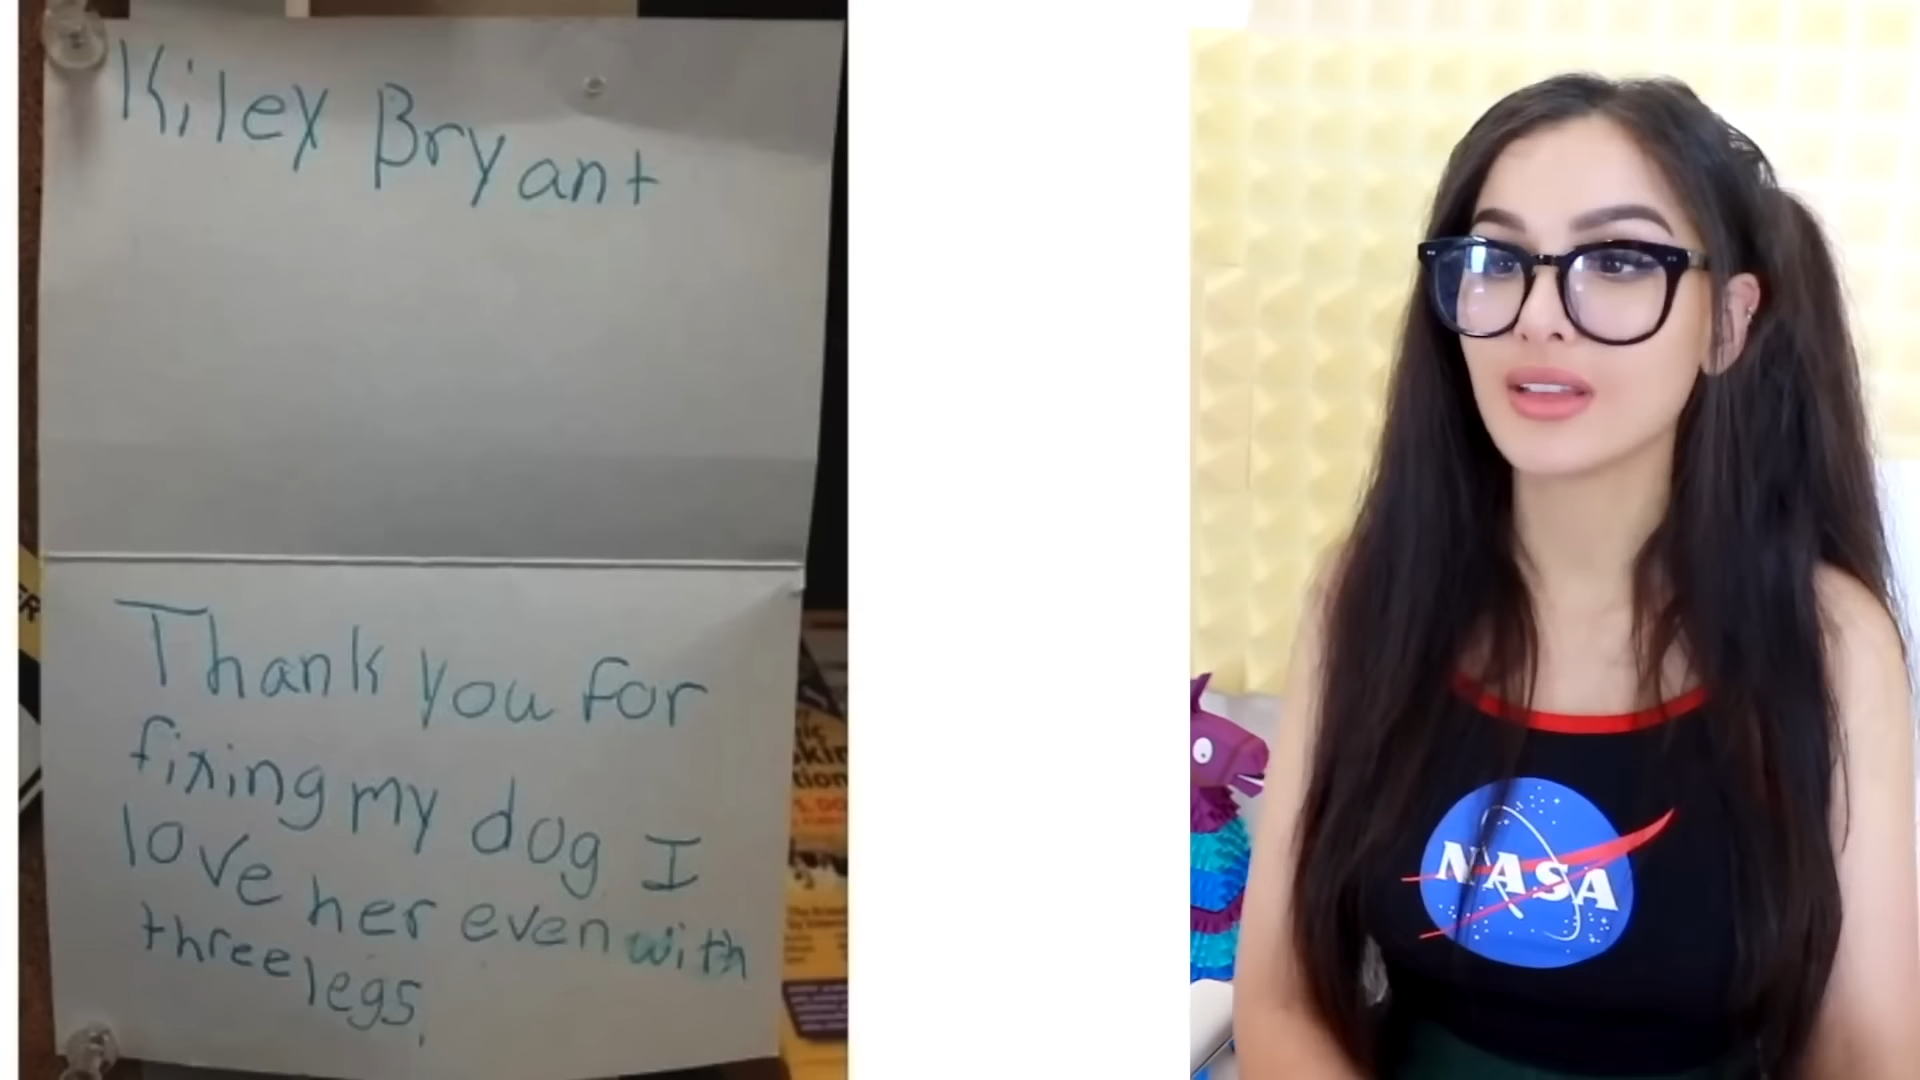 Kiley Bryant
Thank you for
fixing my dog I
love her even with
three legs.
NASA